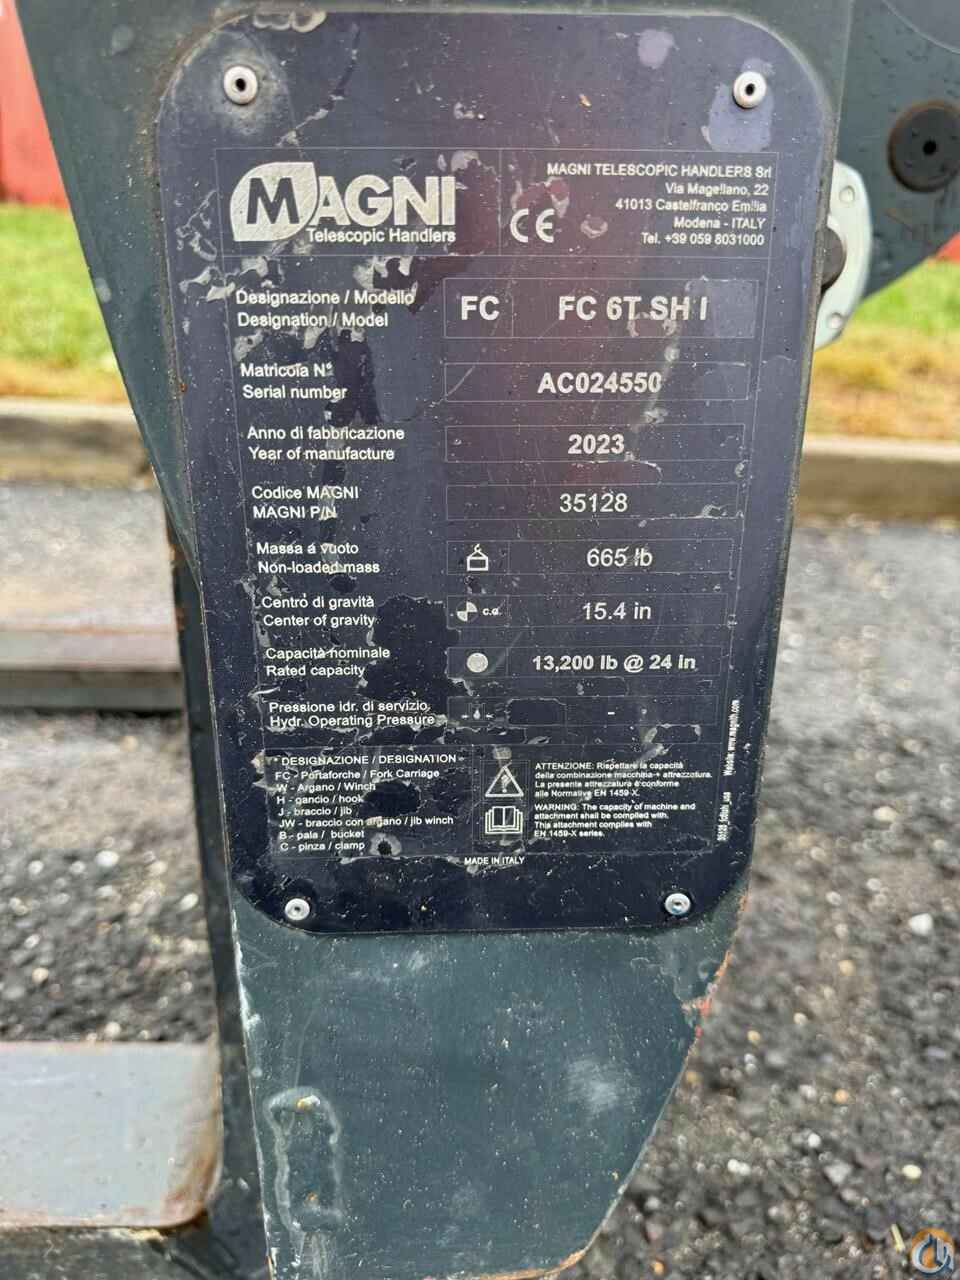 MAGNI
Telescopic Handlers
CE
MAGNI TELESCOPIC HANDLERS Srl
Via Magellano, 22
41013 Castelfranco Emilia
Modena - ITALY
Tel. +39 059 8031000
Designazione / Modello
Designation / Model
FC FC 6T SH I
Matricola N°
Serial number
AC024550
Anno di fabbricazione
Year of manufacture
2023
Codice MAGNI
MAGNI P/N
35128
Massa a vuoto
Non-loaded mass
665 lb
Centro di gravità
Center of gravity
c.g.
15.4 in
Capacità nominale
Rated capacity
13,200 lb @ 24 in
Pressione idr. di servizio
Hydr. Operating Pressure
-
* DESIGNAZIONE / DESIGNATION
FC - Portaforche / Fork Carriage
W - Argano / Winch
H - gancio / hook
J - braccio / jib
JW - braccio con argano / jib winch
B - pala / bucket
C - pinza / clamp
ATTENZIONE: Rispettare la capacità
della combinazione macchina + attrezzatura.
La presente attrezzatura è conforme
alle Normative EN 1459-X.
WARNING: The capacity of machine and
attachment shall be complied with.
This attachment complies with
EN 1459-X series.
MADE IN ITALY
Website: www.magnith.com